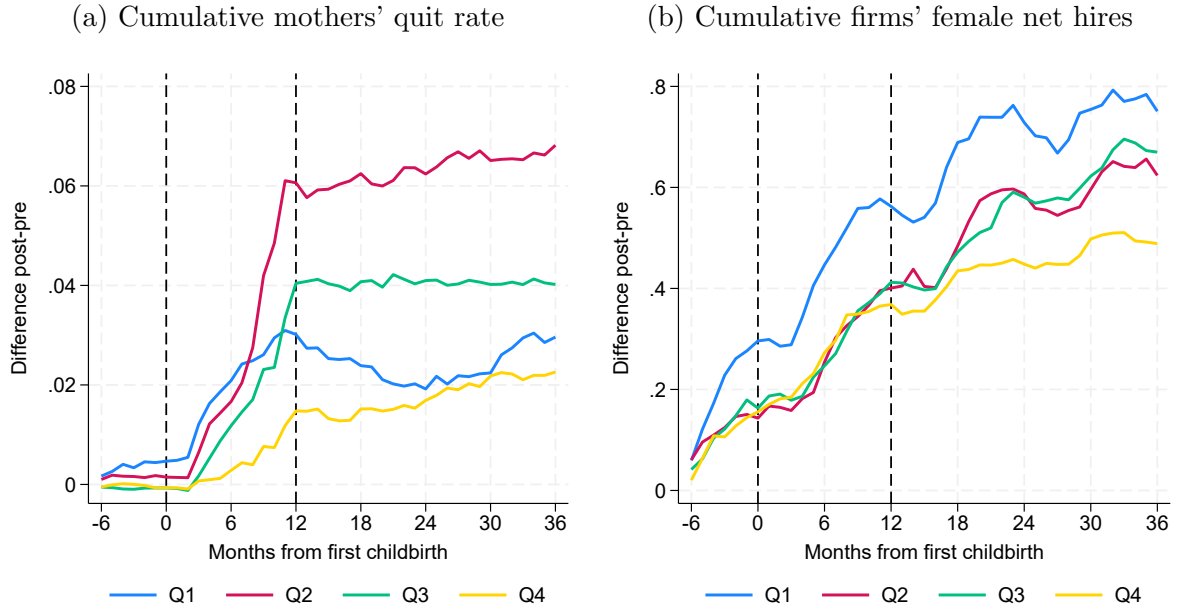 (a) Cumulative mothers' quit rate
(b) Cumulative firms' female net hires
Difference post-pre
.08
.06
.04
.02
0
-6 0 6 12 18 24 30 36
Months from first childbirth
Q1 Q2 Q3 Q4
Difference post-pre
.8
.6
.4
.2
0
-6 0 6 12 18 24 30 36
Months from first childbirth
Q1 Q2 Q3 Q4